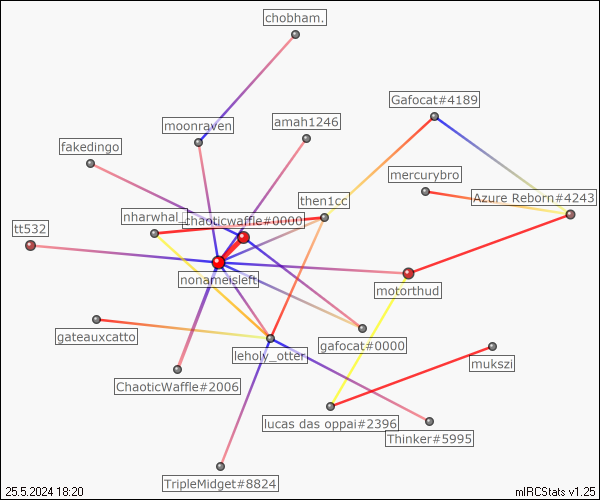 chobham.
Gafocat#4189
moonraven
amah1246
fakedingo
mercurybro
Azure Reborn#4243
then1cc
nharwhal_
chaoticwaffle#0000
tt532
nonameisleft
motorthud
gateauxcatto
leholy_otter
gafocat#0000
mukszi
ChaoticWaffle#2006
lucas das oppai#2396
Thinker#5995
TripleMidget#8824
25.5.2024 18:20
mIRCStats v1.25